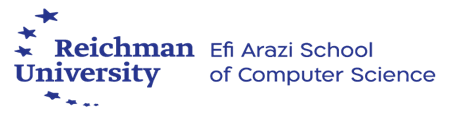 Reichman
University
Efi Arazi School
of Computer Science